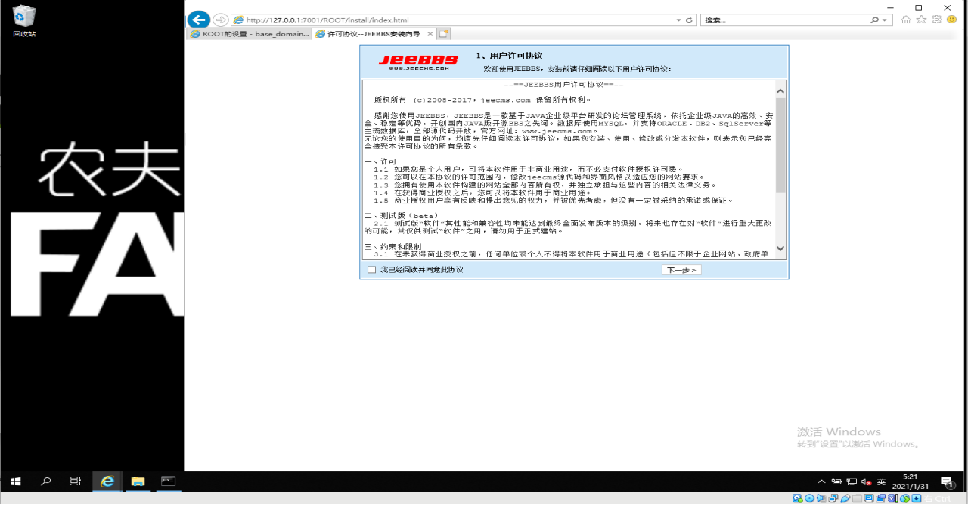 回收站
农夫
FA
http://127.0.0.1:7001/ROOT/install/index.html
搜索...
ROOT的设置 - base_domain...
许可协议--JEEBBS安装向导
JEEBBS
WWW.JEECMS.COM
1、用户许可协议
欢迎使用JEEBBS，安装前请仔细阅读以下用户许可协议:
===JEEBBS用户许可协议===
版权所有 (c)2008-2017，jeecms.com 保留所有权利。
感谢您使用JEEBBS，JEEBBS是一款基于JAVA企业级平台研发的论坛管理系统，依托企业级JAVA的高效、安
全、稳定等优势，开创国内JAVA版开源BBS之先河。数据库使用MYSQL，并支持ORACLE、DB2、SqlServer等
主流数据库，全部源代码开放，官方网址：www.jeecms.com。
无论您的使用目的为何，均请先仔细阅读本许可协议，如果您安装、使用、修改或分发本软件，则表示您已经完
全接受本许可协议的所有条款。
一、许可
1.1 如果您是个人用户，可将本软件用于非商业用途，而不必支付软件授权许可费。
1.2 您可以在本协议的许可范围内，修改jeecms源代码和界面风格以适应您的网站要求。
1.3 您拥有使用本软件构建的网站全部内容所有权，并独立承担与这些内容的相关法律义务。
1.4 在获得商业授权之后，您可以将本软件用于商业用途。
1.5 商业授权用户享有反馈和提出意见的权力，并被优先考虑，但没有一定被采纳的承诺或保证。
二、测试版（beta）
2.1 测试版"软件"其性能和兼容性均未能达到最终全面发布版本的级别。将来也存在对"软件"进行重大更改
的可能，其仅供测试"软件"之用，请勿用于正式建站。
三、约束和限制
3.1 在未获得商业授权之前，任何单位或个人不得将本软件用于商业用途（包括但不限于企业网站、政府单
我已经阅读并同意此协议
下一步 >
激活 Windows
转到"设置"以激活 Windows。
英
5:21
2021/1/31
右 Ctrl